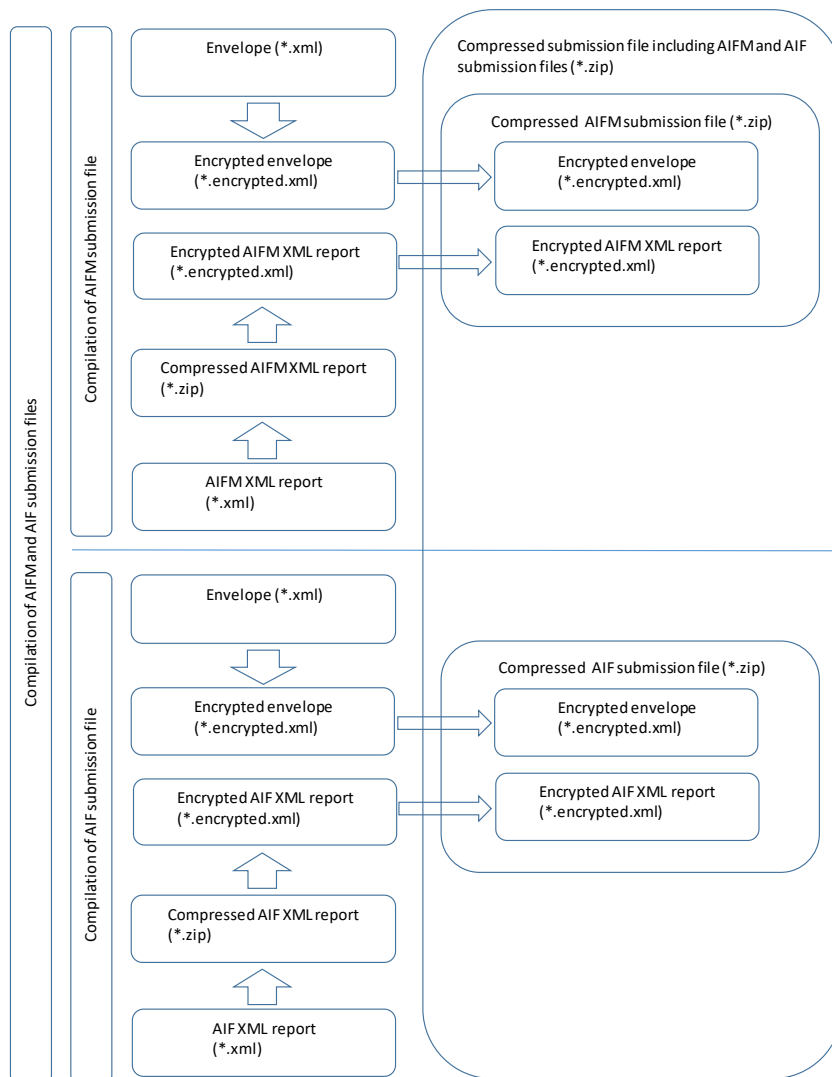 Compilation of AIFM and AIF submission files
Compilation of AIFM submission file
Envelope (*.xml)
Encrypted envelope
(*.encrypted.xml)
Encrypted AIFM XML report
(*.encrypted.xml)
Compressed AIFM XML report
(*.zip)
AIFM XML report
(*.xml)
Compressed submission file including AIFM and AIF
submission files (*.zip)
Compressed AIFM submission file (*.zip)
Encrypted envelope
(*.encrypted.xml)
Encrypted AIFM XML report
(*.encrypted.xml)
Compilation of AIF submission file
Envelope (*.xml)
Encrypted envelope
(*.encrypted.xml)
Encrypted AIF XML report
(*.encrypted.xml)
Compressed AIF XML report
(*.zip)
AIF XML report
(*.xml)
Compressed AIF submission file (*.zip)
Encrypted envelope
(*.encrypted.xml)
Encrypted AIF XML report
(*.encrypted.xml)